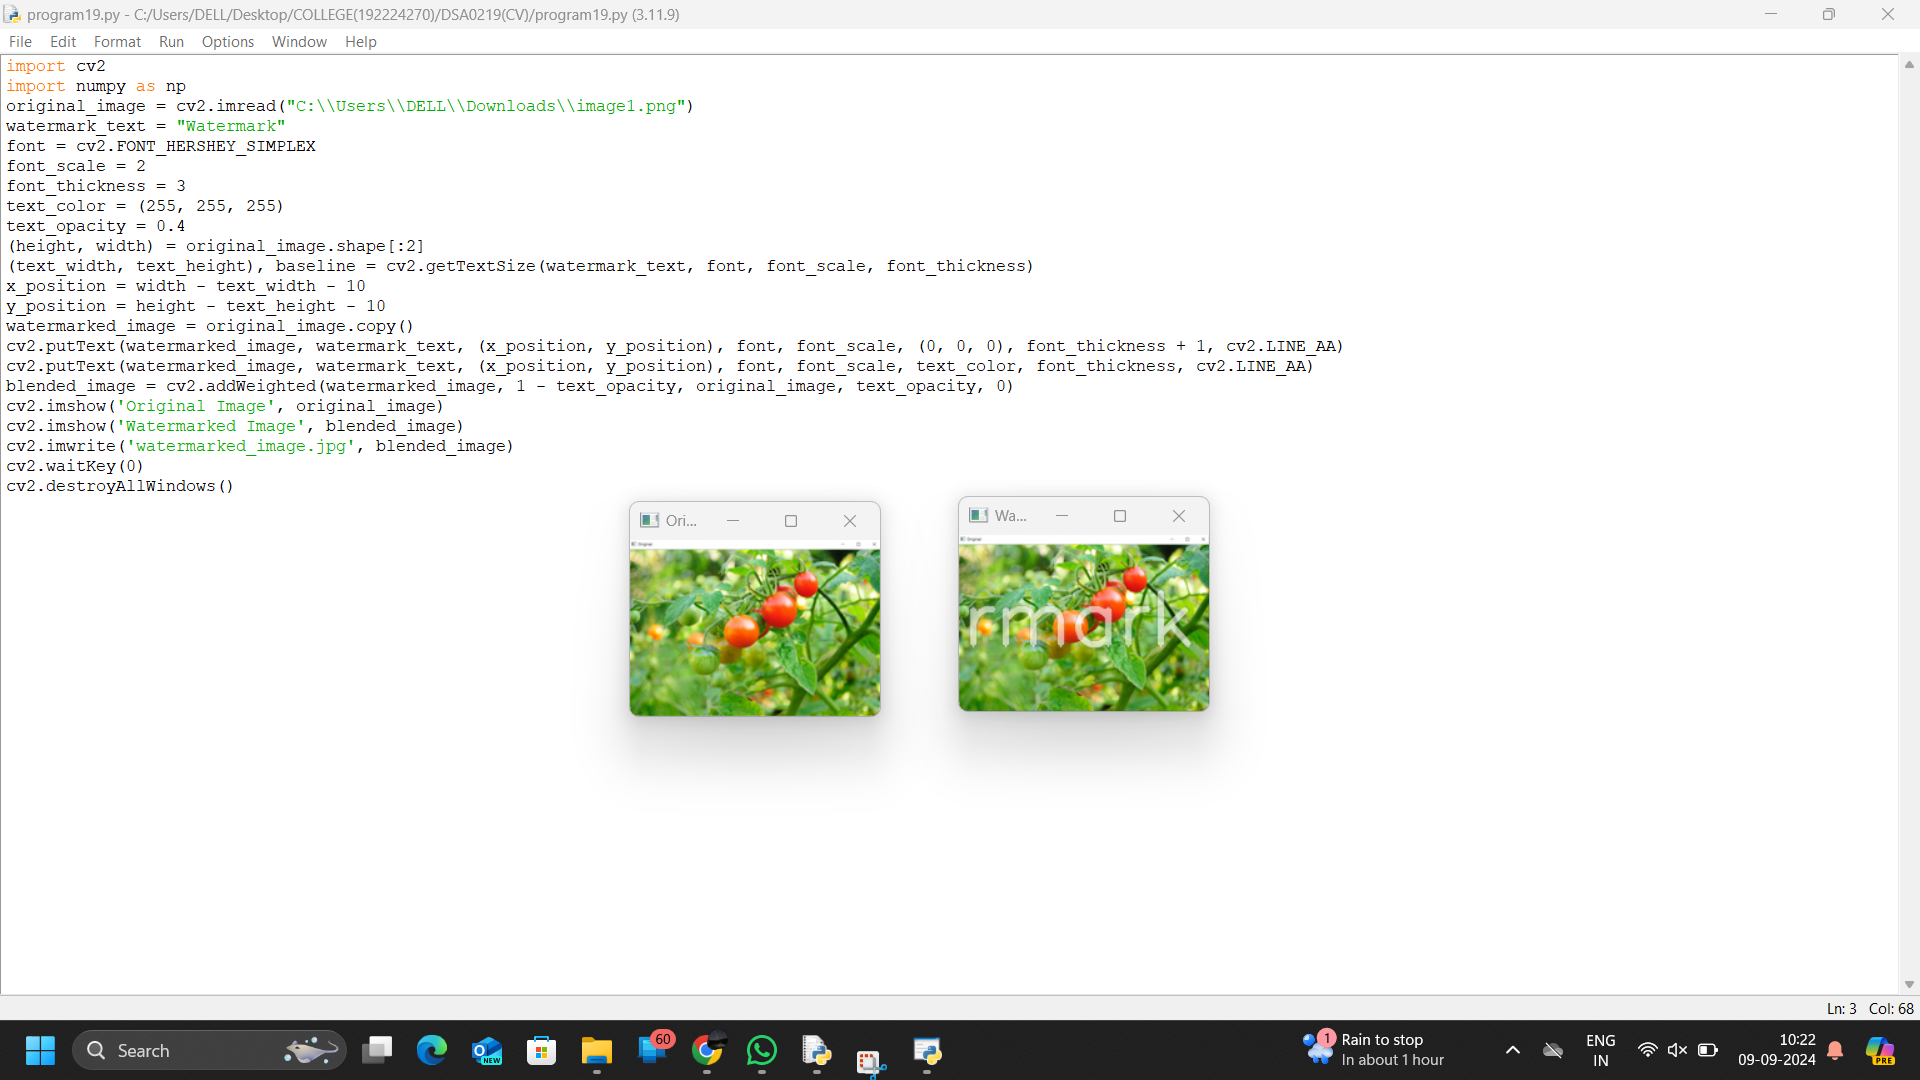 program19.py - C:/Users/DELL/Desktop/COLLEGE(192224270)/DSA0219(CV)/program19.py (3.11.9)
File Edit Format Run Options Window Help
import cv2
import numpy as np
original_image = cv2.imread("C:\\Users\\DELL\\Downloads\\image1.png")
watermark_text = "Watermark"
font = cv2.FONT_HERSHEY_SIMPLEX
font_scale = 2
font_thickness = 3
text_color = (255, 255, 255)
text_opacity = 0.4
(height, width) = original_image.shape[:2]
(text_width, text_height), baseline = cv2.getTextSize(watermark_text, font, font_scale, font_thickness)
x_position = width - text_width - 10
y_position = height - text_height - 10
watermarked_image = original_image.copy()
cv2.putText(watermarked_image, watermark_text, (x_position, y_position), font, font_scale, (0, 0, 0), font_thickness + 1, cv2.LINE_AA)
cv2.putText(watermarked_image, watermark_text, (x_position, y_position), font, font_scale, text_color, font_thickness, cv2.LINE_AA)
blended_image = cv2.addWeighted(watermarked_image, 1 - text_opacity, original_image, text_opacity, 0)
cv2.imshow('Original Image', original_image)
cv2.imshow('Watermarked Image', blended_image)
cv2.imwrite('watermarked_image.jpg', blended_image)
cv2.waitKey(0)
cv2.destroyAllWindows()
Ori...
Wa...
Original
Original
rmark
Ln: 3 Col: 68
Search
NEW
60
1
Rain to stop
In about 1 hour
ENG
IN
10:22
09-09-2024
PRE